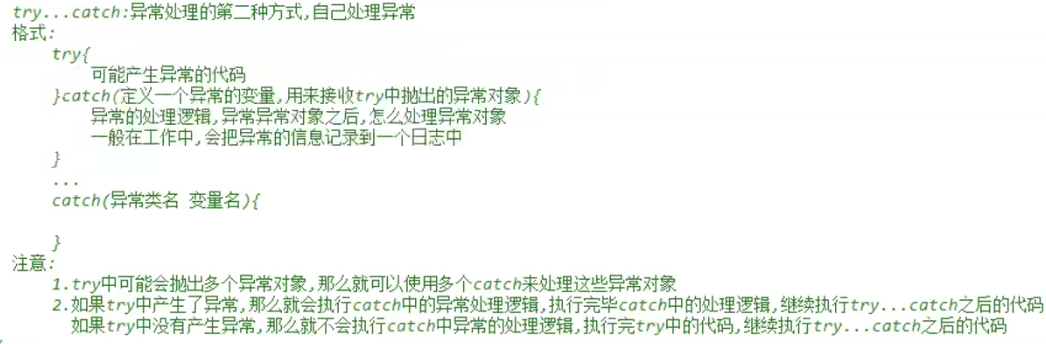 try...catch:异常处理的第二种方式,自己处理异常
格式:
    try{
        可能产生异常的代码
    }catch(定义一个异常的变量,用来接收try中抛出的异常对象){
        异常的处理逻辑,异常异常对象之后,怎么处理异常对象
        一般在工作中,会把异常的信息记录到一个日志中
    }
    ...
    catch(异常类名 变量名){
    }
注意:
    1.try中可能会抛出多个异常对象,那么就可以使用多个catch来处理这些异常对象
    2.如果try中产生了异常,那么就会执行catch中的异常处理逻辑,执行完毕catch中的处理逻辑,继续执行try...catch之后的代码
      如果try中没有产生异常,那么就不会执行catch中异常的处理逻辑,执行完try中的代码,继续执行try...catch之后的代码